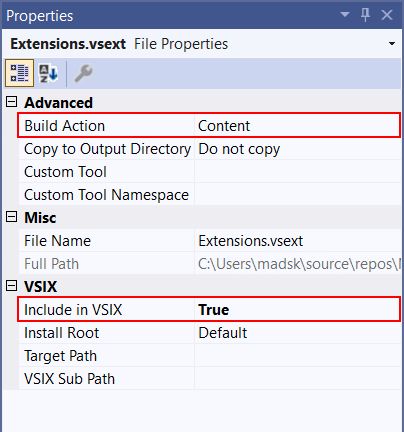 Properties
Extensions.vsext File Properties
Advanced
Build Action Content
Copy to Output Directory Do not copy
Custom Tool
Custom Tool Namespace
Misc
File Name Extensions.vsext
Full Path C:\Users\madsk\source\repos\
VSIX
Include in VSIX True
Install Root Default
Target Path
VSIX Sub Path